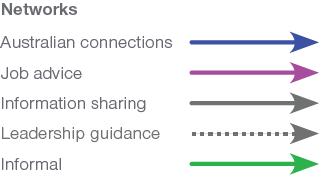 Networks
Australian connections
Job advice
Information sharing
Leadership guidance
Informal